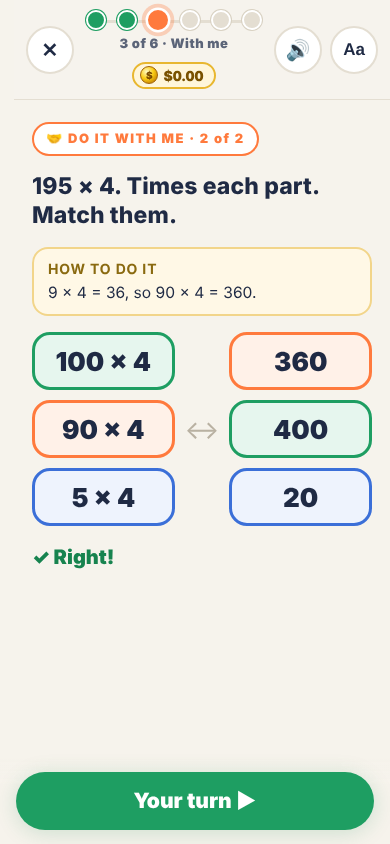 3 of 6 · With me
$ $0.00
Aa
🤝 DO IT WITH ME · 2 of 2
195 × 4. Times each part.
Match them.
HOW TO DO IT
9 × 4 = 36, so 90 × 4 = 360.
100 × 4
360
90 × 4 ↔ 400
5 × 4
20
✓ Right!
Your turn ▶